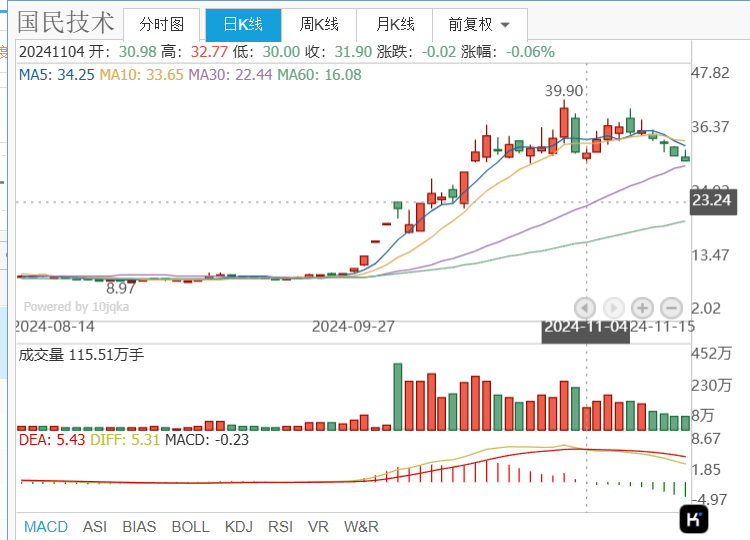 国民技术 分时图 日K线 周K线 月K线 前复权
20241104 开: 30.98 高: 32.77 低: 30.00 收: 31.90 涨跌: -0.02 涨幅: -0.06%
MA5: 34.25 MA10: 33.65 MA30: 22.44 MA60: 16.08
47.82
39.90
36.37
23.24
13.47
8.97
Powered by 10jqka
2.02
2024-08-14 2024-09-27 2024-11-04 24-11-15
成交量 115.51万手
452万
230万
8万
DEA: 5.43 DIFF: 5.31 MACD: -0.23
8.67
1.85
-4.97
MACD ASI BIAS BOLL KDJ RSI VR W&R